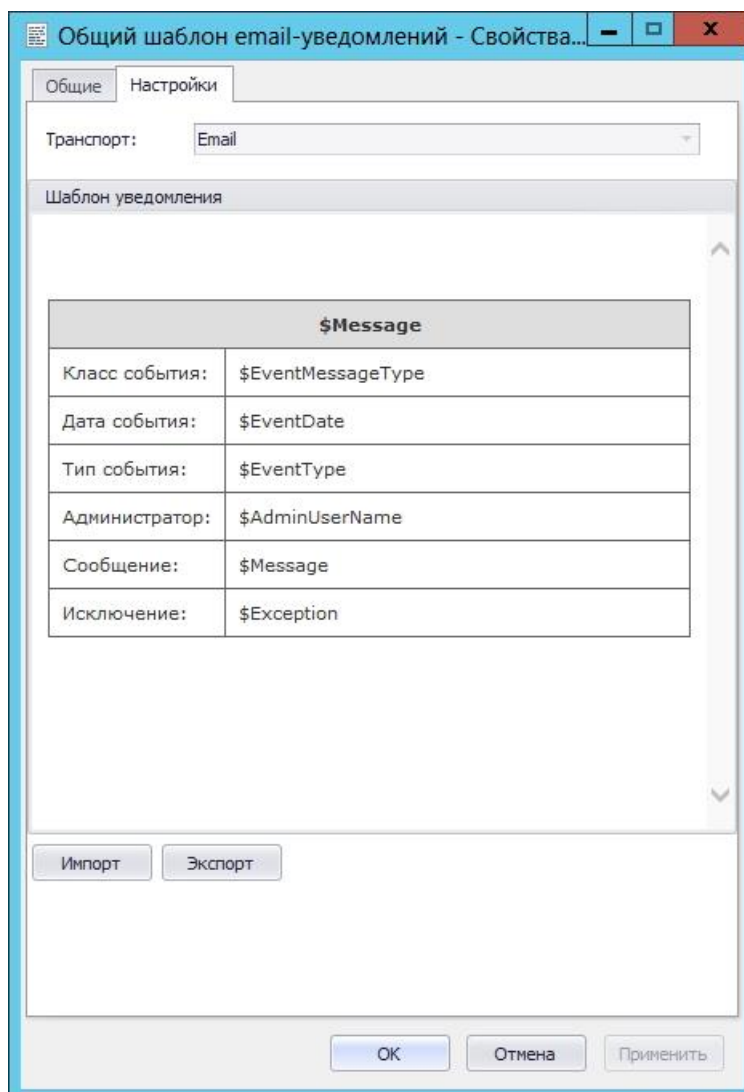 Общий шаблон email-уведомлений - Свойства...
Общие Настройки
Транспорт: Email
Шаблон уведомления
$Message
Класс события: $EventMessageType
Дата события: $EventDate
Тип события: $EventType
Администратор: $AdminUserName
Сообщение: $Message
Исключение: $Exception
Импорт Экспорт
OK Отмена Применить